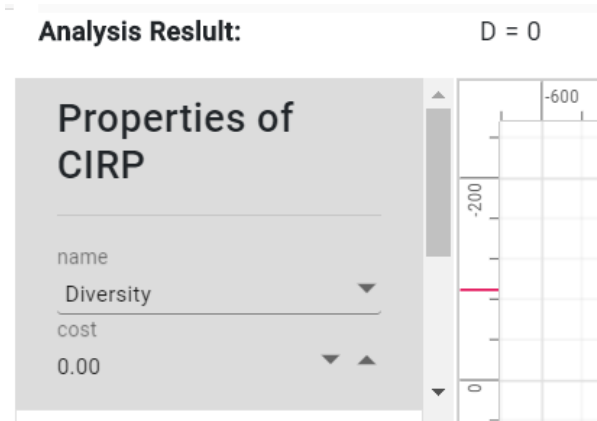 Analysis Reslult:
D = 0
Properties of
CIRP
name
Diversity
cost
0.00
-600
-200
0